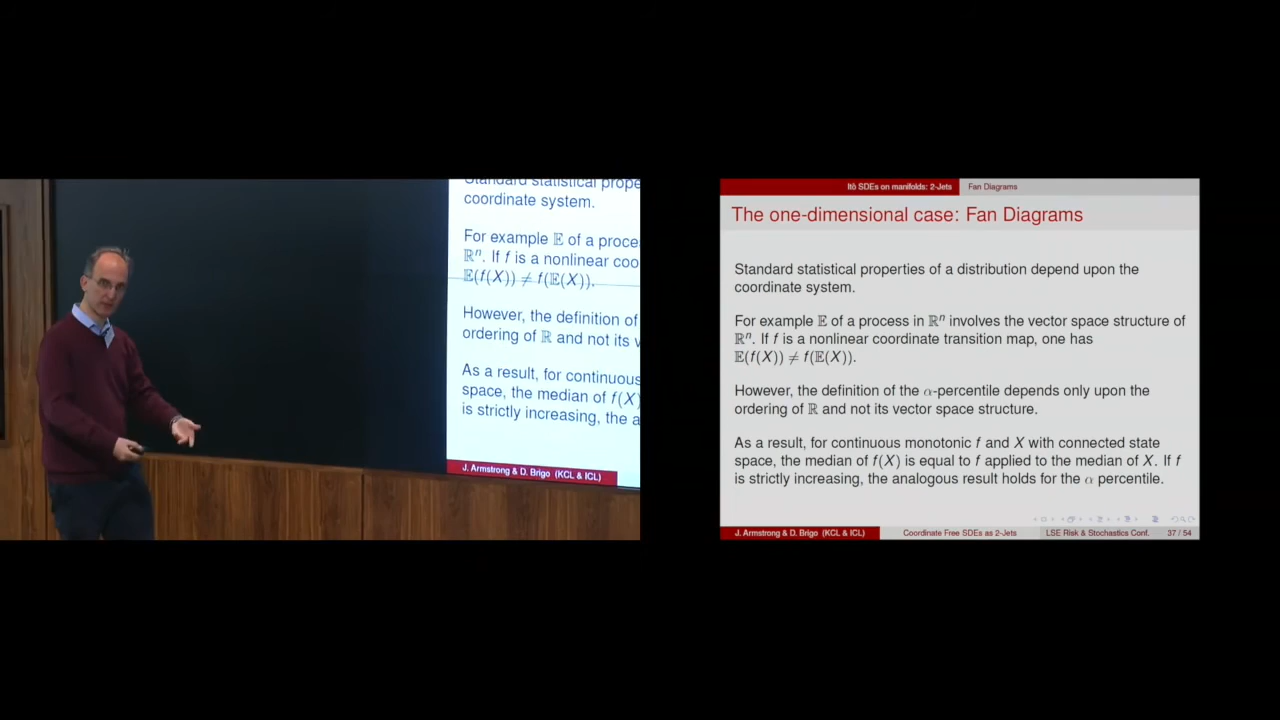 Standard statistical prope
coordinate system.
For example 𝔼 of a proce
ℝⁿ. If f is a nonlinear coo
𝔼(f(X)) ≠ f(𝔼(X)).
However, the definition of
ordering of ℝ and not its v
As a result, for continuous
space, the median of f(X)
is strictly increasing, the a
J. Armstrong & D. Brigo (KCL & ICL)
Itô SDEs on manifolds: 2-Jets Fan Diagrams
The one-dimensional case: Fan Diagrams
Standard statistical properties of a distribution depend upon the
coordinate system.
For example 𝔼 of a process in ℝⁿ involves the vector space structure of
ℝⁿ. If f is a nonlinear coordinate transition map, one has
𝔼(f(X)) ≠ f(𝔼(X)).
However, the definition of the α-percentile depends only upon the
ordering of ℝ and not its vector space structure.
As a result, for continuous monotonic f and X with connected state
space, the median of f(X) is equal to f applied to the median of X. If f
is strictly increasing, the analogous result holds for the α percentile.
J. Armstrong & D. Brigo (KCL & ICL) Coordinate Free SDEs as 2-Jets LSE Risk & Stochastics Conf. 37 / 54